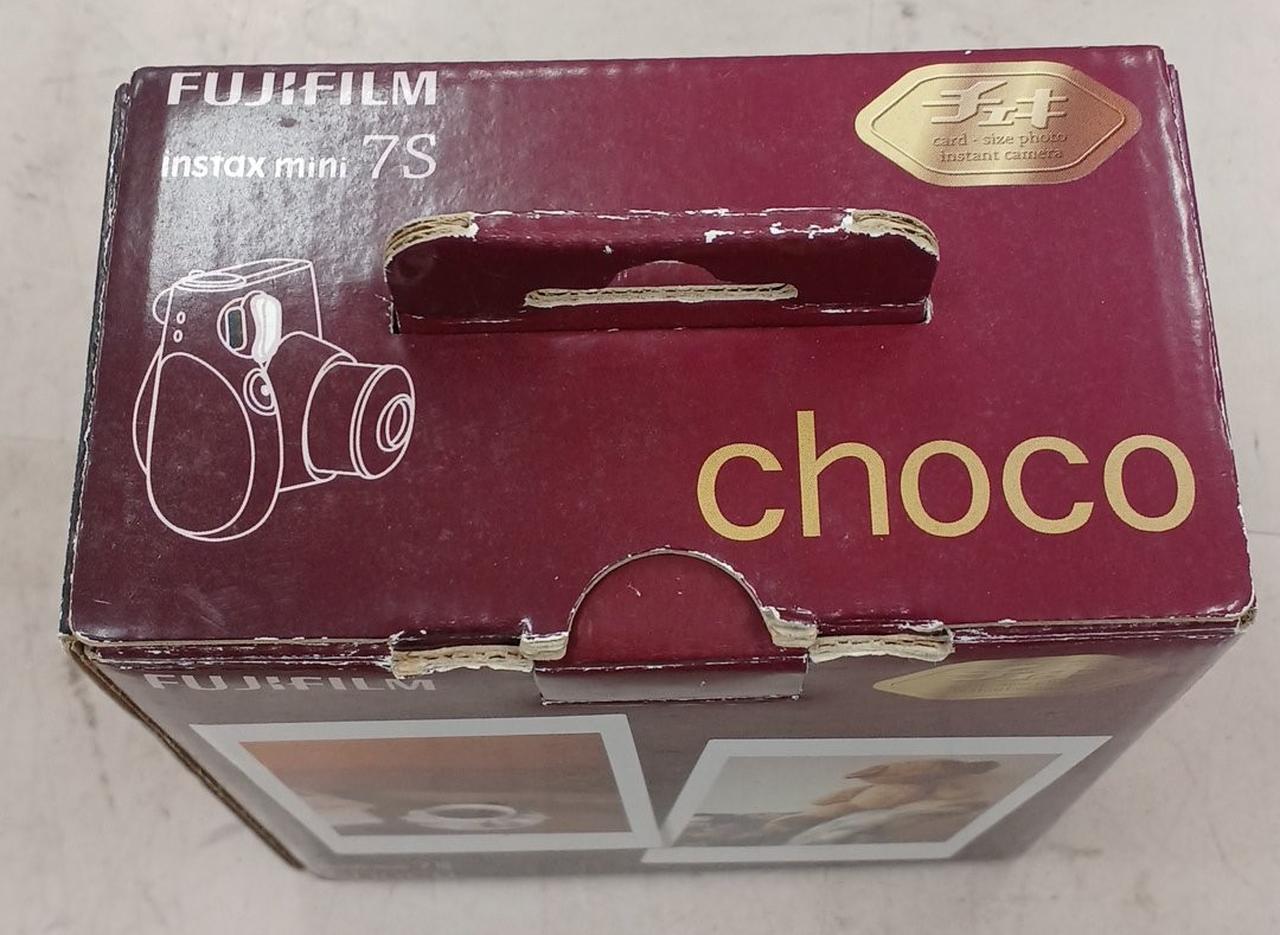 FUJIFILM
instax mini 7S
チェキ
card - size photo
instant camera
choco
FUJIFILM